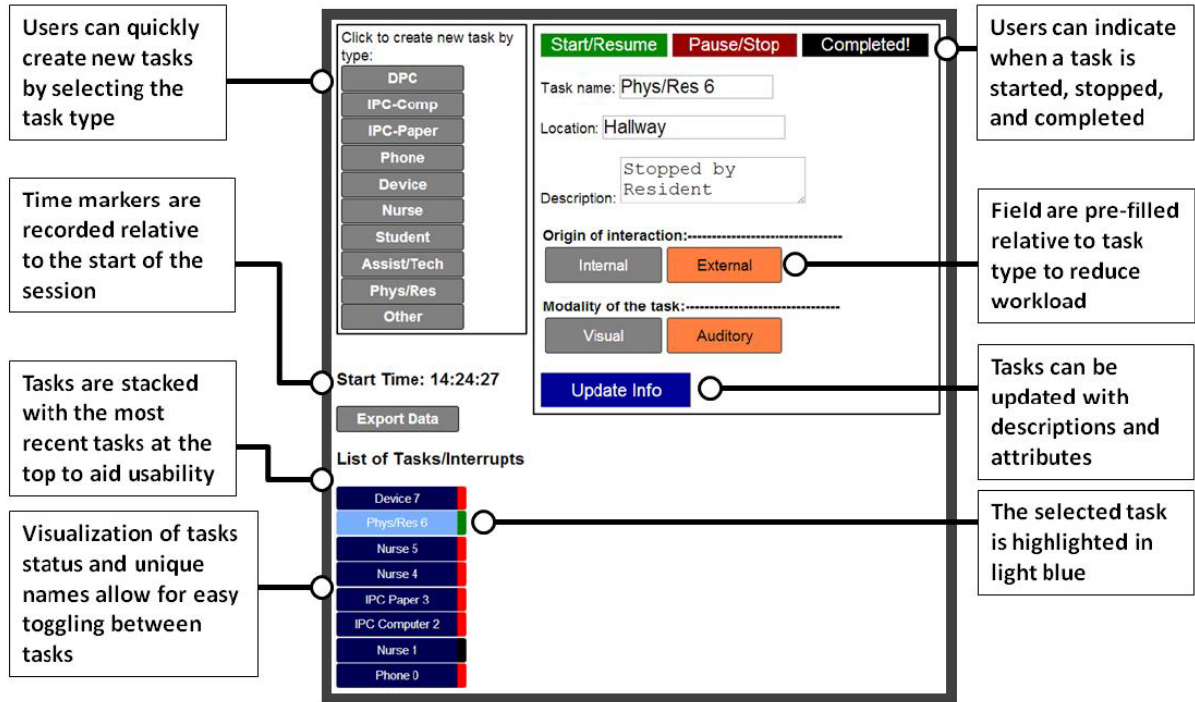 Users can quickly
create new tasks
by selecting the
task type
Time markers are
recorded relative
to the start of the
session
Tasks are stacked
with the most
recent tasks at the
top to aid usability
Visualization of tasks
status and unique
names allow for easy
toggling between
tasks
Click to create new task by
type:
DPC
IPC-Comp
IPC-Paper
Phone
Device
Nurse
Student
Assist/Tech
Phys/Res
Other
Start Time: 14:24:27
Export Data
List of Tasks/Interrupts
Device 7
Phys/Res 6
Nurse 5
Nurse 4
IPC Paper 3
IPC Computer 2
Nurse 1
Phone 0
Start/Resume Pause/Stop Completed!
Task name: Phys/Res 6
Location: Hallway
Description: Stopped by
Resident
Origin of interaction:--------------------------------
Internal External
Modality of the task:--------------------------------
Visual Auditory
Update Info
Users can indicate
when a task is
started, stopped,
and completed
Field are pre-filled
relative to task
type to reduce
workload
Tasks can be
updated with
descriptions and
attributes
The selected task
is highlighted in
light blue